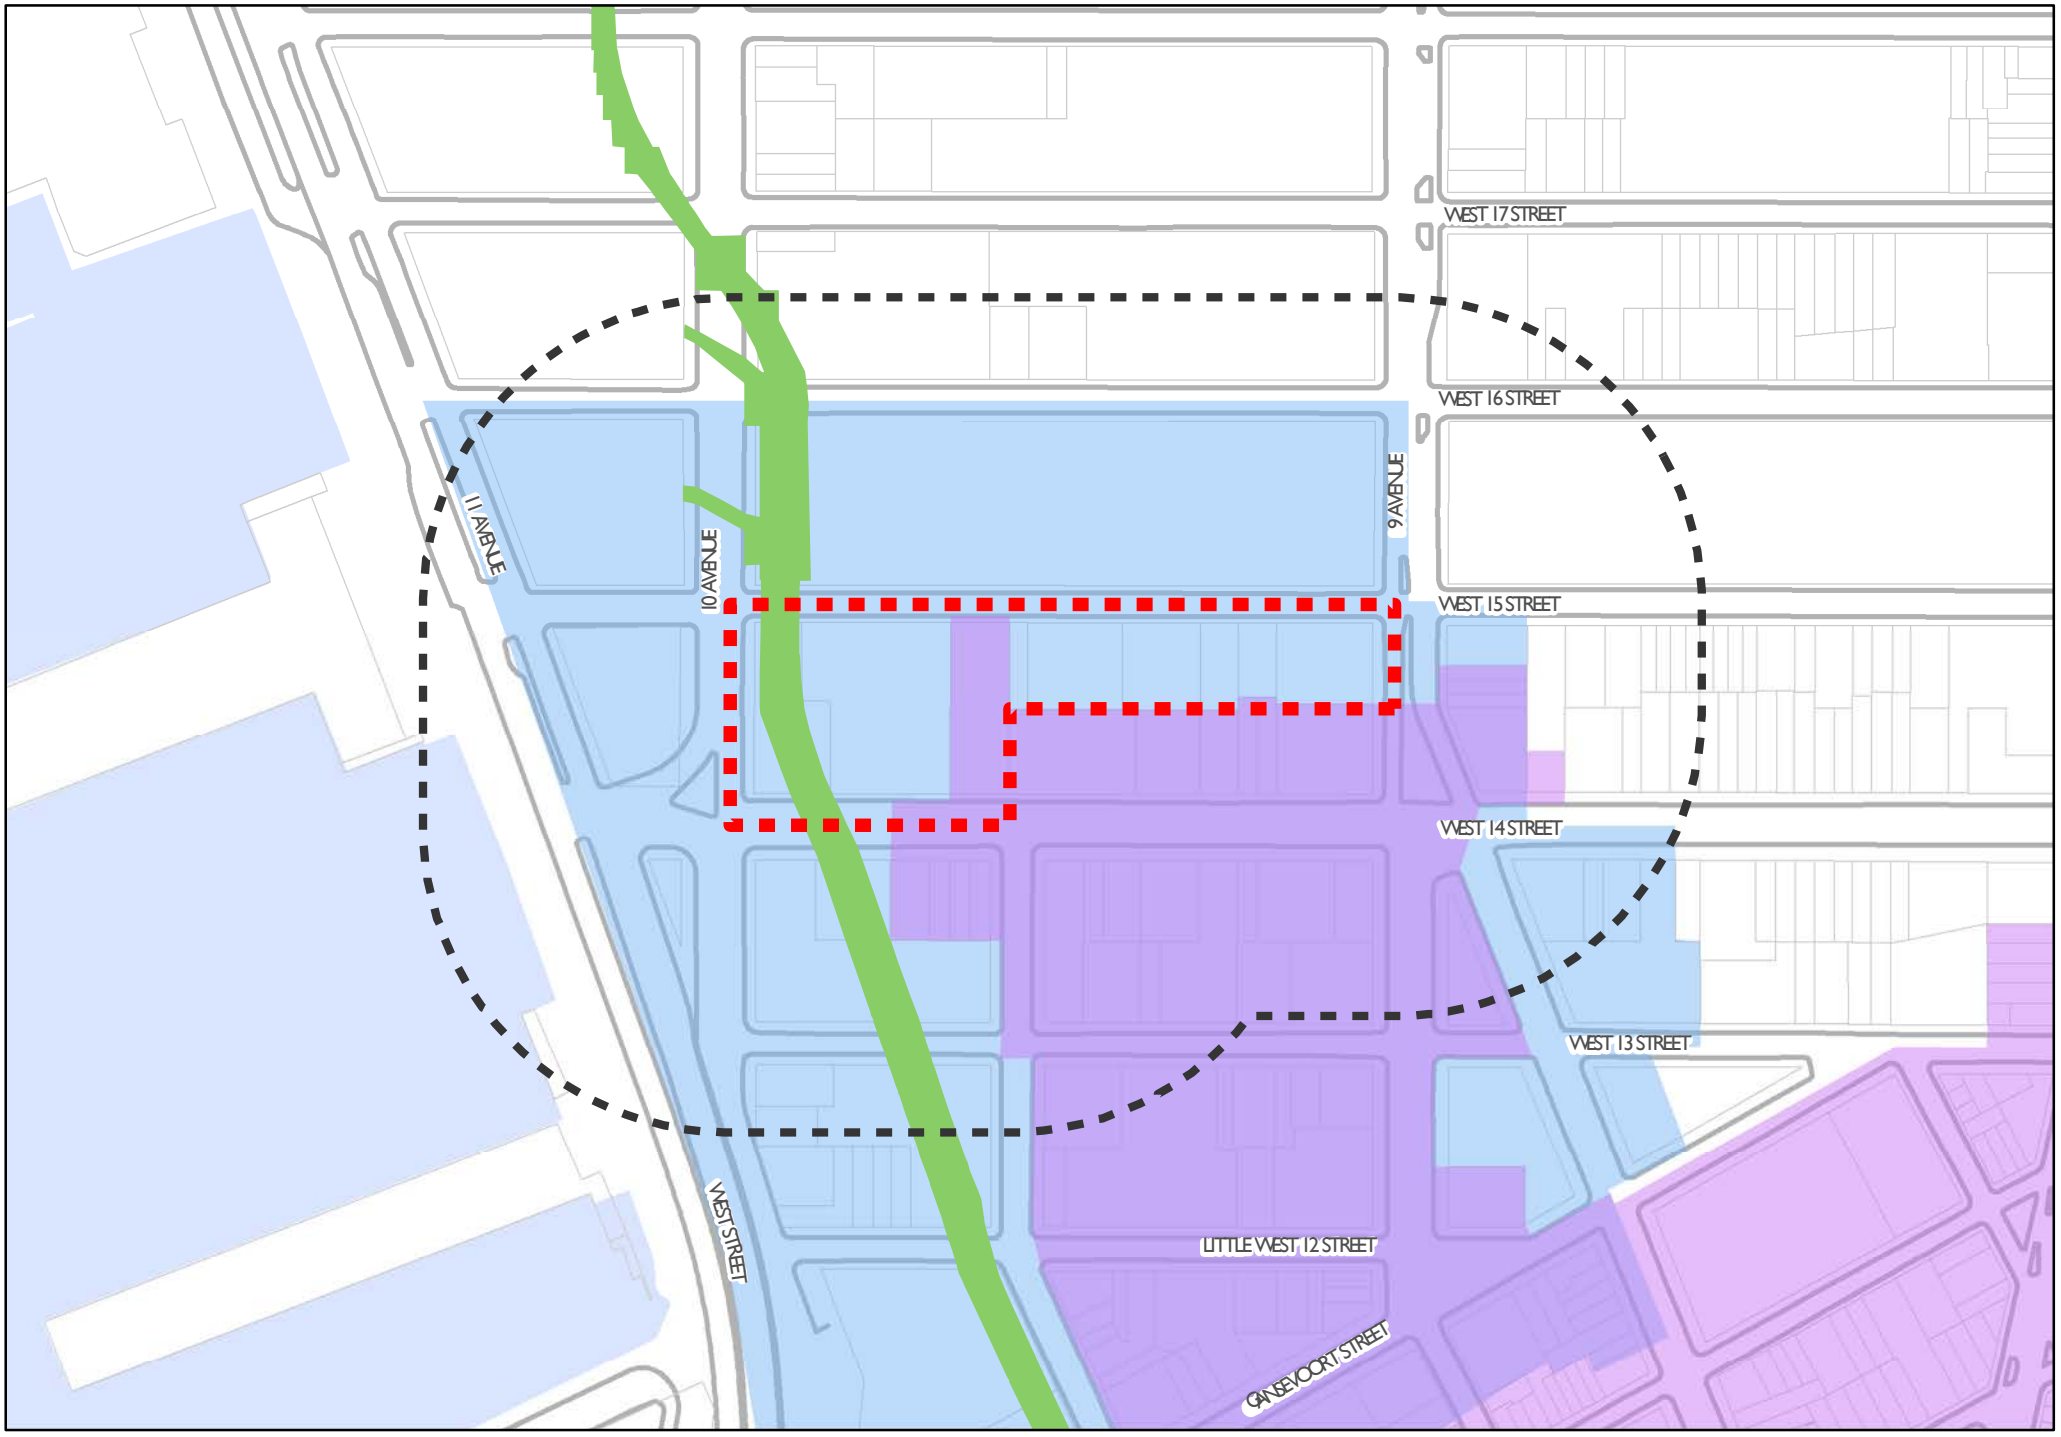 WEST 17 STREET
WEST 16 STREET
9 AVENUE
11 AVENUE
10 AVENUE
WEST 15 STREET
WEST 14 STREET
WEST 13 STREET
WEST STREET
LITTLE WEST 12 STREET
GANSEVOORT STREET